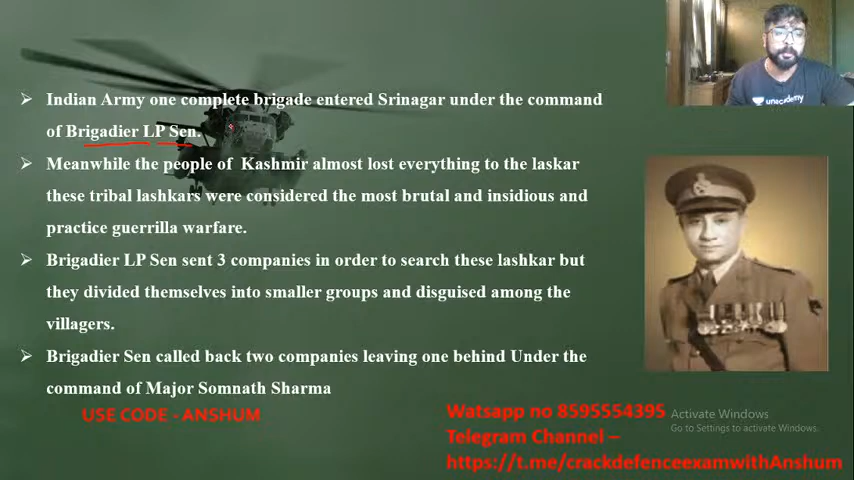 Indian Army one complete brigade entered Srinagar under the command
of Brigadier LP Sen.
Meanwhile the people of Kashmir almost lost everything to the laskar
these tribal lashkars were considered the most brutal and insidious and
practice guerrilla warfare.
Brigadier LP Sen sent 3 companies in order to search these lashkar but
they divided themselves into smaller groups and disguised among the
villagers.
Brigadier Sen called back two companies leaving one behind Under the
command of Major Somnath Sharma
USE CODE - ANSHUM
Watsapp no 8595554395
Telegram Channel –
https://t.me/crackdefenceexamwithAnshum
Activate Windows
Go to Settings to activate Windows.
unacademy